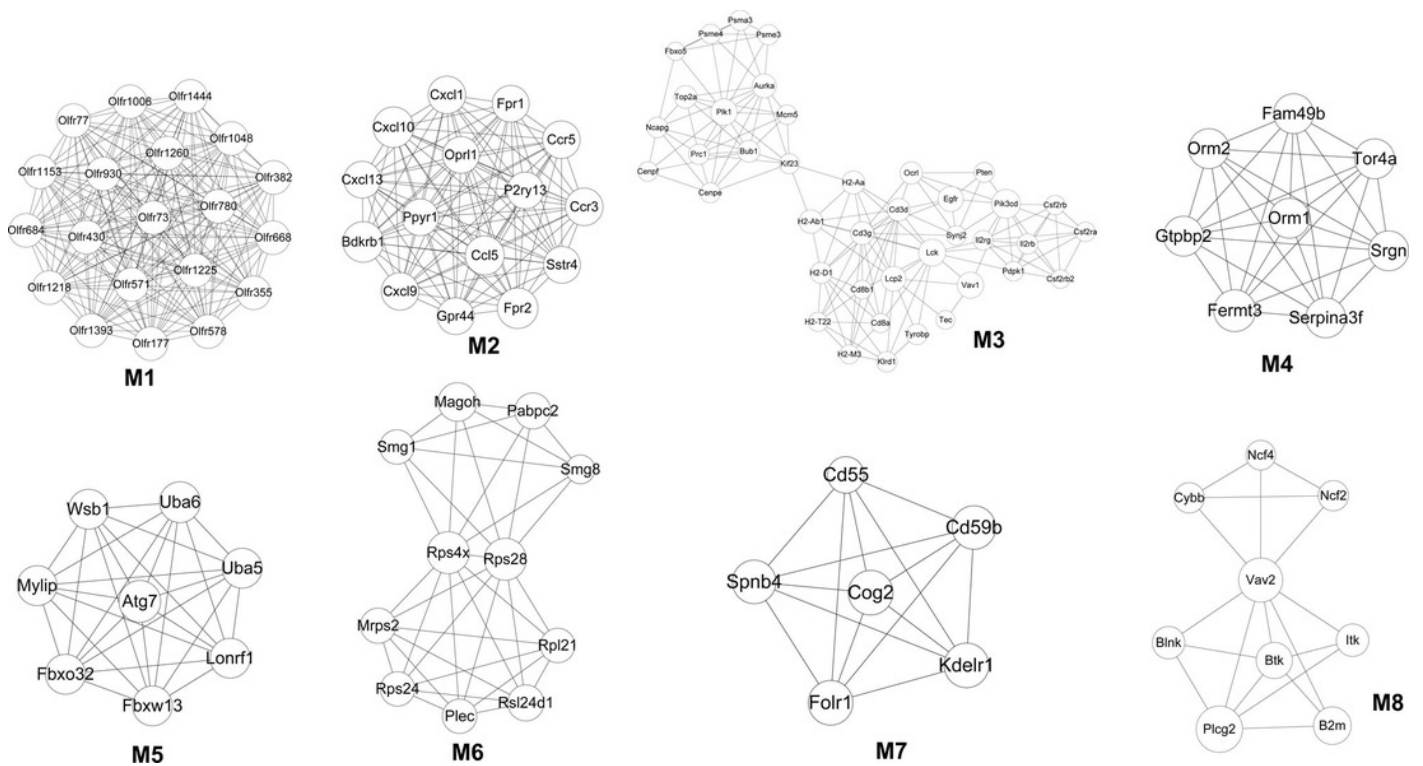 Olfr1006
Olfr1444
Olfr77
Olfr1048
Olfr1260
Olfr1153
Olfr930
Olfr382
Olfr73
Olfr780
Olfr684
Olfr430
Olfr668
Olfr1225
Olfr1218
Olfr571
Olfr355
Olfr1393
Olfr177
Olfr578
M1
Cxcl1
Fpr1
Cxcl10
Ccr5
Oprl1
Cxcl13
P2ry13
Ppyr1
Ccr3
Bdkrb1
Ccl5
Sstr4
Cxcl9
Fpr2
Gpr44
M2
Psma3
Psme4
Psme3
Fbxo5
Aurka
Top2a
Plk1
Mcm5
Ncapg
Prc1
Bub1
Kif23
Cenpf
Cenpe
H2-Aa
Ocrl
Pten
Egfr
Pik3cd
Csf2rb
H2-Ab1
Cd3d
Cd3g
Synj2
Il2rg
Il2rb
Csf2ra
Lck
H2-D1
Lcp2
Pdpk1
Csf2rb2
Cd8b1
Vav1
H2-T22
Cd8a
Tec
Tyrobp
H2-M3
Klrd1
M3
Fam49b
Orm2
Tor4a
Orm1
Gtpbp2
Srgn
Fermt3
Serpina3f
M4
Wsb1
Uba6
Uba5
Mylip
Atg7
Lonrf1
Fbxo32
Fbxw13
M5
Magoh
Pabpc2
Smg1
Smg8
Rps4x
Rps28
Mrps2
Rpl21
Rps24
Rsl24d1
Plec
M6
Cd55
Cd59b
Spnb4
Cog2
Kdelr1
Folr1
M7
Ncf4
Cybb
Ncf2
Vav2
Blnk
Itk
Btk
Plcg2
B2m
M8